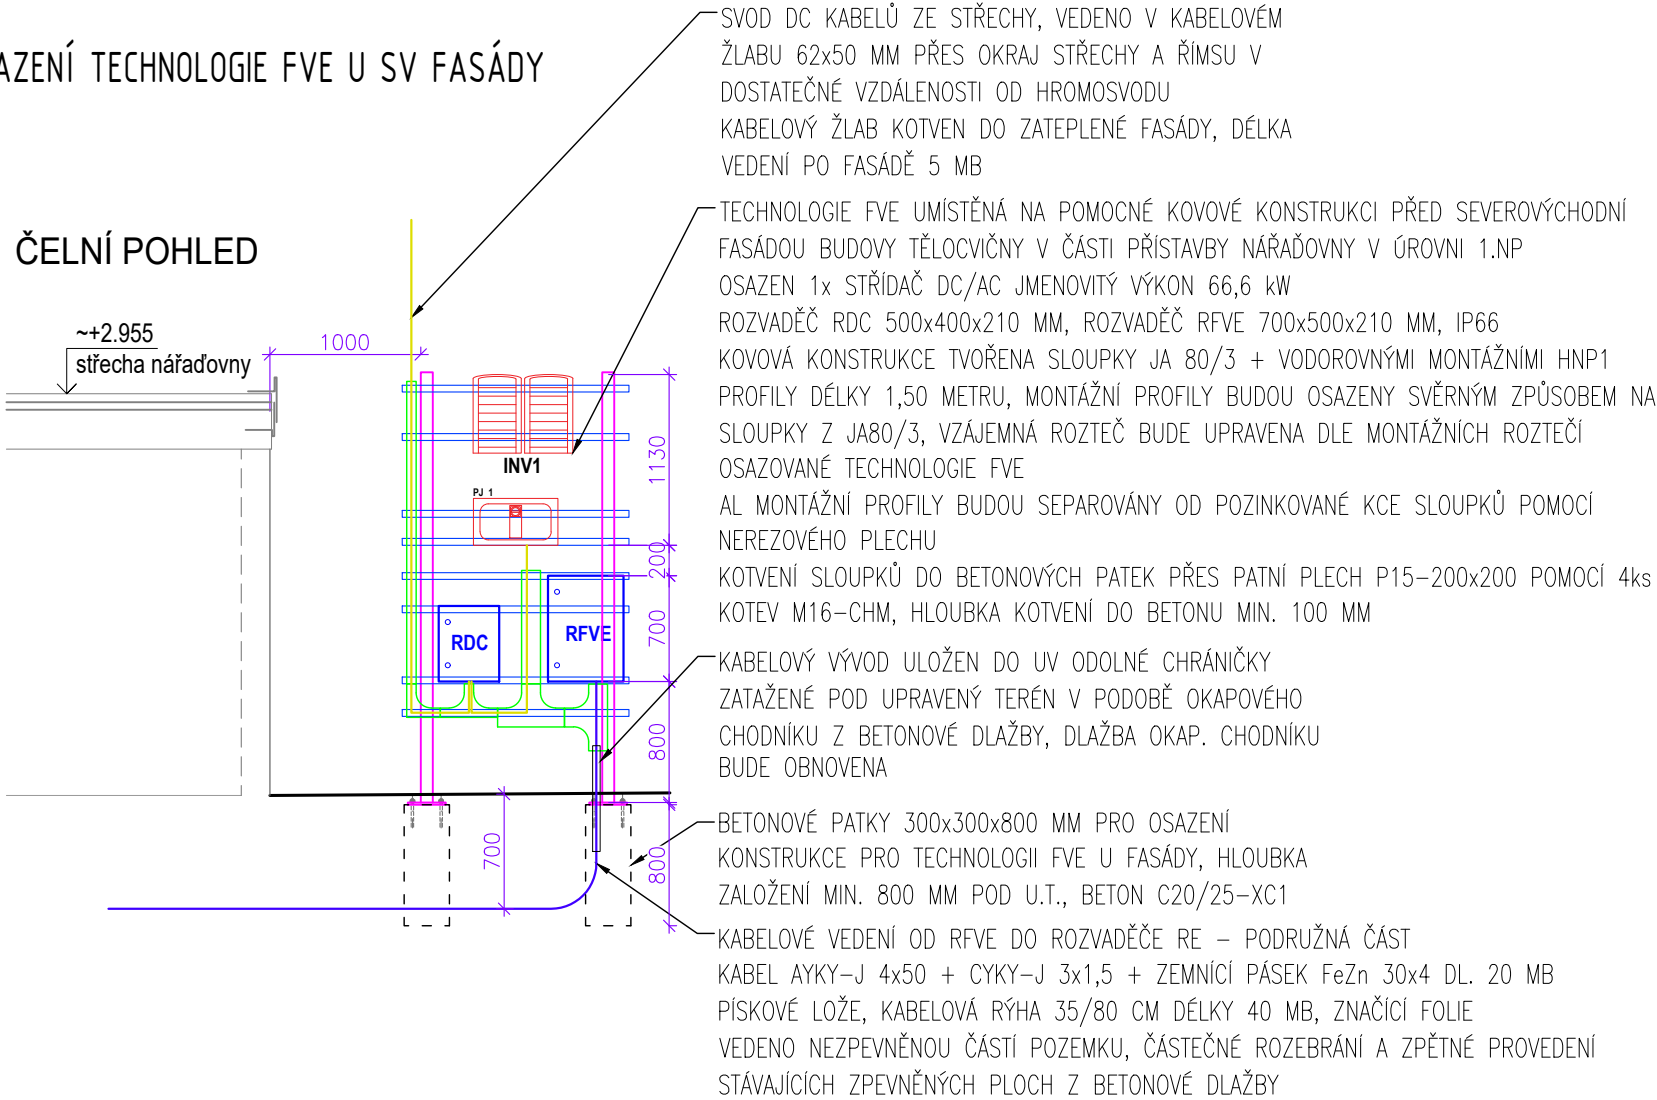 AZENÍ TECHNOLOGIE FVE U SV FASÁDY
ČELNÍ POHLED
~+2.955
střecha nářaďovny
1000
INV1
PJ 1
RDC
RFVE
1130
200
700
800
800
700
SVOD DC KABELŮ ZE STŘECHY, VEDENO V KABELOVÉM
ŽLABU 62x50 MM PŘES OKRAJ STŘECHY A ŘÍMSU V
DOSTATEČNÉ VZDÁLENOSTI OD HROMOSVODU
KABELOVÝ ŽLAB KOTVEN DO ZATEPLENÉ FASÁDY, DÉLKA
VEDENÍ PO FASÁDĚ 5 MB
TECHNOLOGIE FVE UMÍSTĚNÁ NA POMOCNÉ KOVOVÉ KONSTRUKCI PŘED SEVEROVÝCHODNÍ
FASÁDOU BUDOVY TĚLOCVIČNY V ČÁSTI PŘÍSTAVBY NÁŘAĎOVNY V ÚROVNI 1.NP
OSAZEN 1x STŘÍDAČ DC/AC JMENOVITÝ VÝKON 66,6 kW
ROZVADĚČ RDC 500x400x210 MM, ROZVADĚČ RFVE 700x500x210 MM, IP66
KOVOVÁ KONSTRUKCE TVOŘENA SLOUPKY JA 80/3 + VODOROVNÝMI MONTÁŽNÍMI HNP1
PROFILY DÉLKY 1,50 METRU, MONTÁŽNÍ PROFILY BUDOU OSAZENY SVĚRNÝM ZPŮSOBEM NA
SLOUPKY Z JA80/3, VZÁJEMNÁ ROZTEČ BUDE UPRAVENA DLE MONTÁŽNÍCH ROZTEČÍ
OSAZOVANÉ TECHNOLOGIE FVE
AL MONTÁŽNÍ PROFILY BUDOU SEPAROVÁNY OD POZINKOVANÉ KCE SLOUPKŮ POMOCÍ
NEREZOVÉHO PLECHU
KOTVENÍ SLOUPKŮ DO BETONOVÝCH PATEK PŘES PATNÍ PLECH P15-200x200 POMOCÍ 4ks
KOTEV M16-CHM, HLOUBKA KOTVENÍ DO BETONU MIN. 100 MM
KABELOVÝ VÝVOD ULOŽEN DO UV ODOLNÉ CHRÁNIČKY
ZATAŽENÉ POD UPRAVENÝ TERÉN V PODOBĚ OKAPOVÉHO
CHODNÍKU Z BETONOVÉ DLAŽBY, DLAŽBA OKAP. CHODNÍKU
BUDE OBNOVENA
BETONOVÉ PATKY 300x300x800 MM PRO OSAZENÍ
KONSTRUKCE PRO TECHNOLOGII FVE U FASÁDY, HLOUBKA
ZALOŽENÍ MIN. 800 MM POD U.T., BETON C20/25-XC1
KABELOVÉ VEDENÍ OD RFVE DO ROZVADĚČE RE - PODRUŽNÁ ČÁST
KABEL AYKY-J 4x50 + CYKY-J 3x1,5 + ZEMNÍCÍ PÁSEK FeZn 30x4 DL. 20 MB
PÍSKOVÉ LOŽE, KABELOVÁ RÝHA 35/80 CM DÉLKY 40 MB, ZNAČÍCÍ FOLIE
VEDENO NEZPEVNĚNOU ČÁSTÍ POZEMKU, ČÁSTEČNÉ ROZEBRÁNÍ A ZPĚTNÉ PROVEDENÍ
STÁVAJÍCÍCH ZPEVNĚNÝCH PLOCH Z BETONOVÉ DLAŽBY